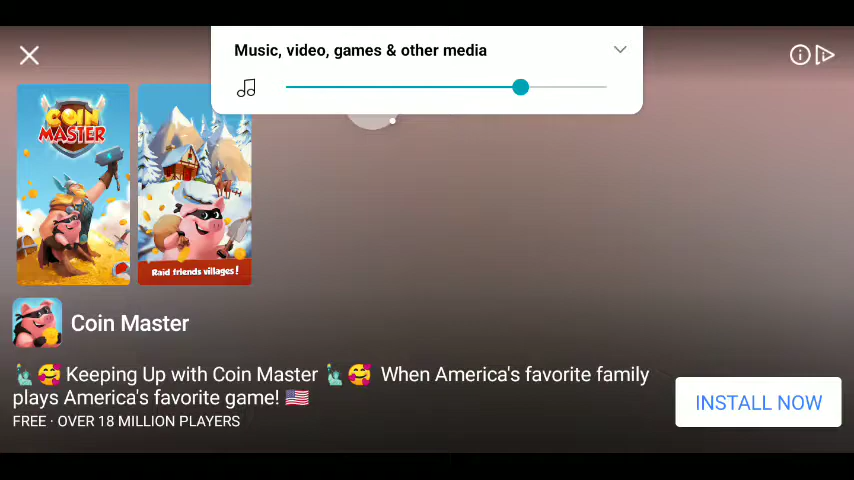 Music, video, games & other media
COIN
MASTER
Raid friends villages!
Coin Master
🗽🥰 Keeping Up with Coin Master 🗽🥰 When America's favorite family
plays America's favorite game! 🇺🇸
FREE · OVER 18 MILLION PLAYERS
INSTALL NOW